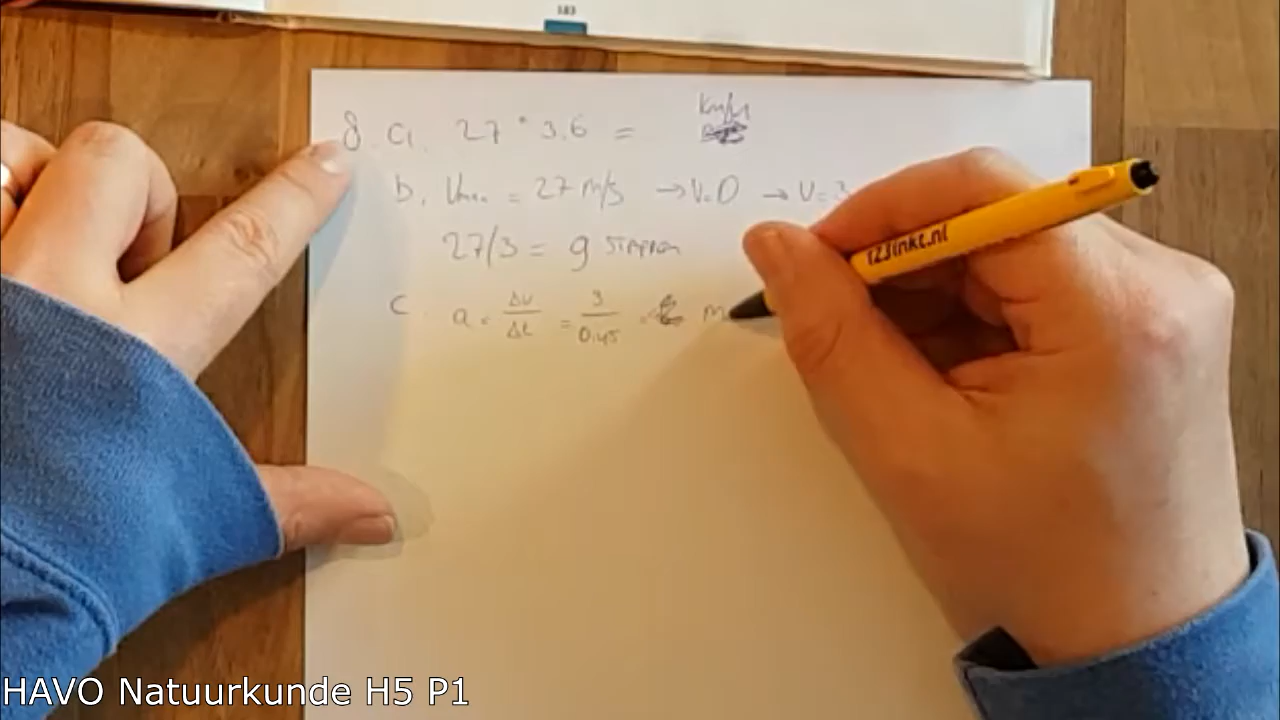 183
km/u
8. a. 27 * 3.6 =
b. Vmax = 27 m/s → V=0 → V=3
27/3 = 9 stappen
c a = Δv/Δt = 3/0.45 = m
123inkt.nl
HAVO Natuurkunde H5 P1